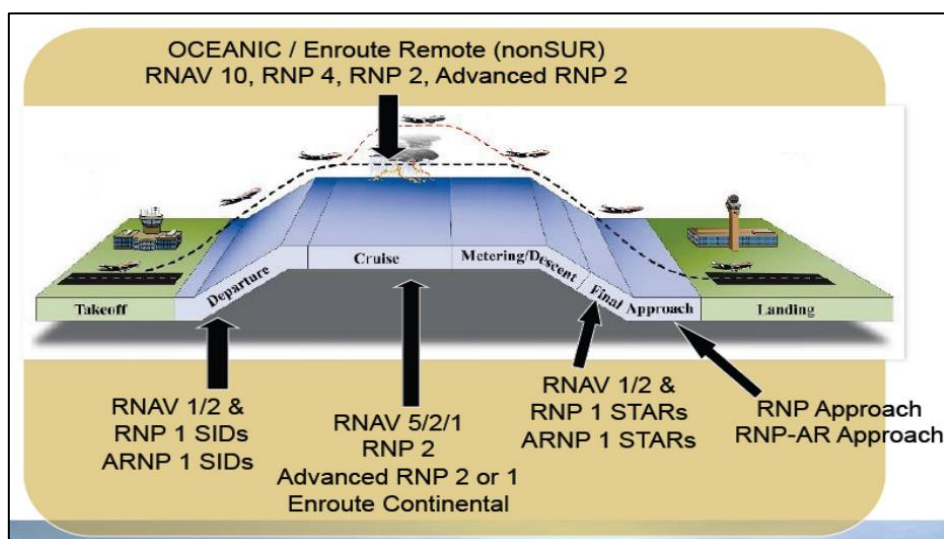 OCEANIC / Enroute Remote (nonSUR)
RNAV 10, RNP 4, RNP 2, Advanced RNP 2
Departure
Cruise
Metering/Descent
Final Approach
Takeoff
Landing
RNAV 1/2 &
RNP 1 SIDs
ARNP 1 SIDs
RNAV 5/2/1
RNP 2
Advanced RNP 2 or 1
Enroute Continental
RNAV 1/2 &
RNP 1 STARs
ARNP 1 STARs
RNP Approach
RNP-AR Approach